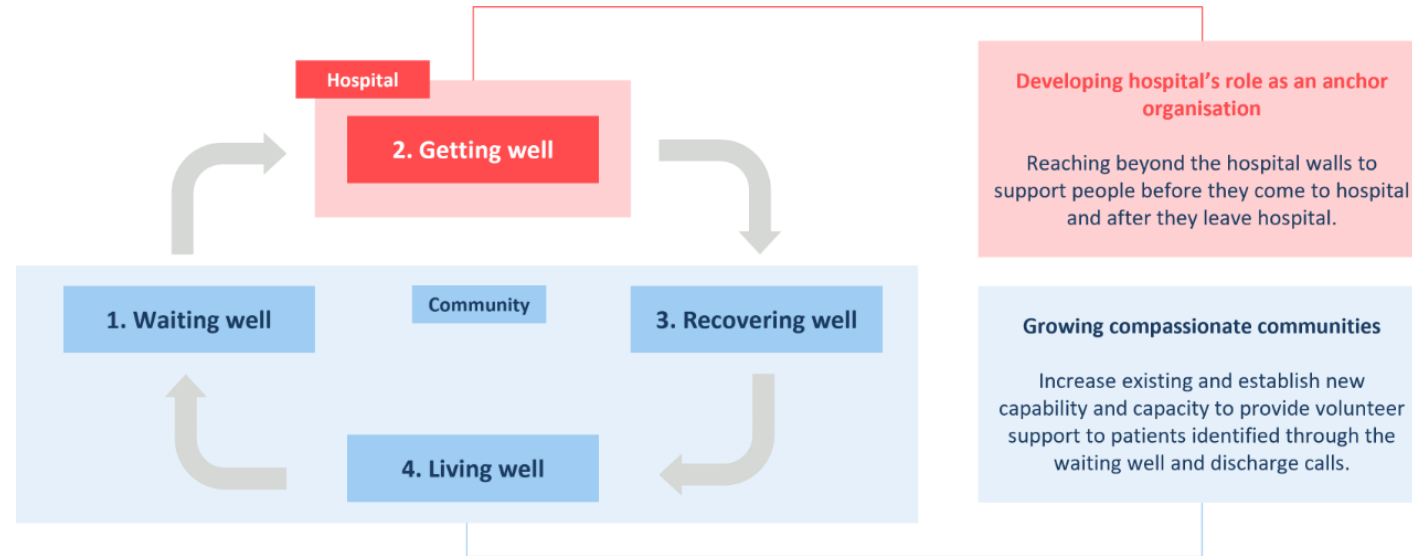 Hospital
2. Getting well
1. Waiting well
Community
3. Recovering well
4. Living well
Developing hospital's role as an anchor
organisation
Reaching beyond the hospital walls to
support people before they come to hospital
and after they leave hospital.
Growing compassionate communities
Increase existing and establish new
capability and capacity to provide volunteer
support to patients identified through the
waiting well and discharge calls.